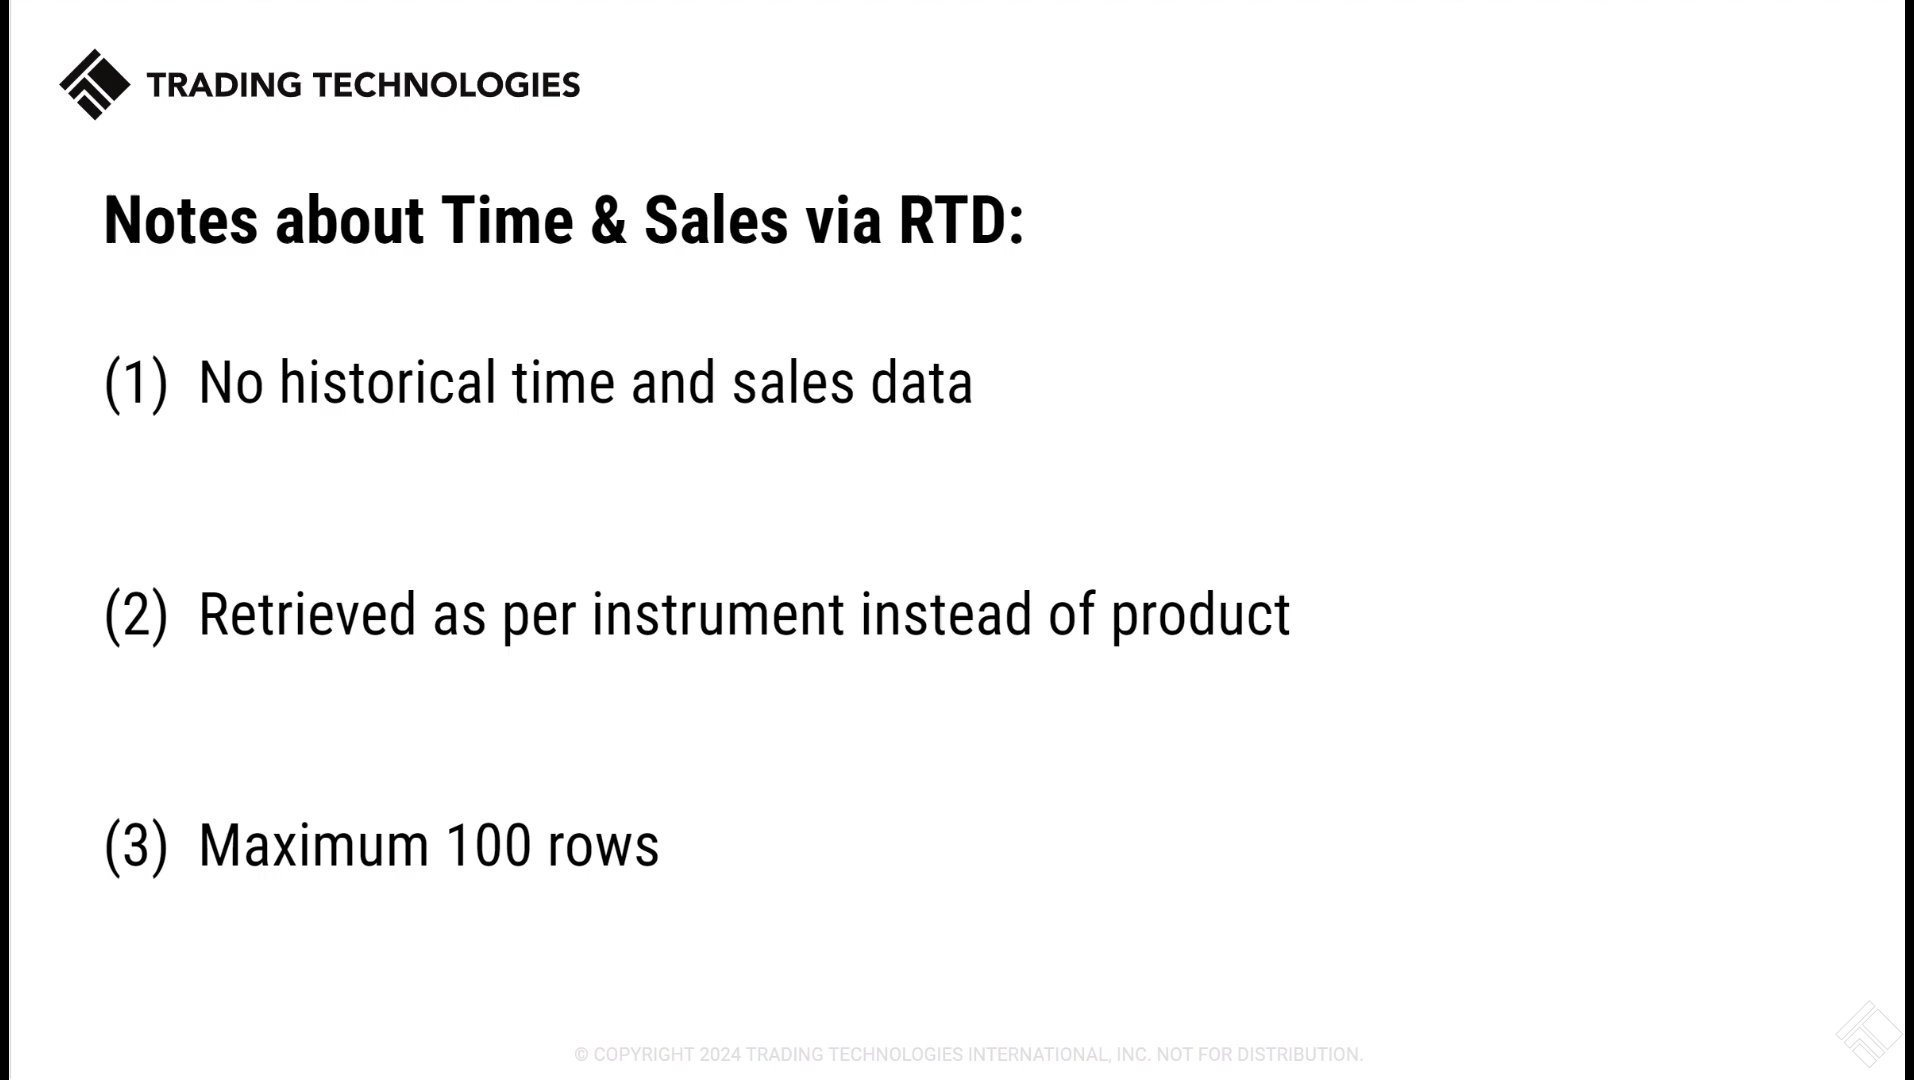 TRADING TECHNOLOGIES
Notes about Time & Sales via RTD:
(1) No historical time and sales data
(2) Retrieved as per instrument instead of product
(3) Maximum 100 rows
© COPYRIGHT 2024 TRADING TECHNOLOGIES INTERNATIONAL, INC. NOT FOR DISTRIBUTION.